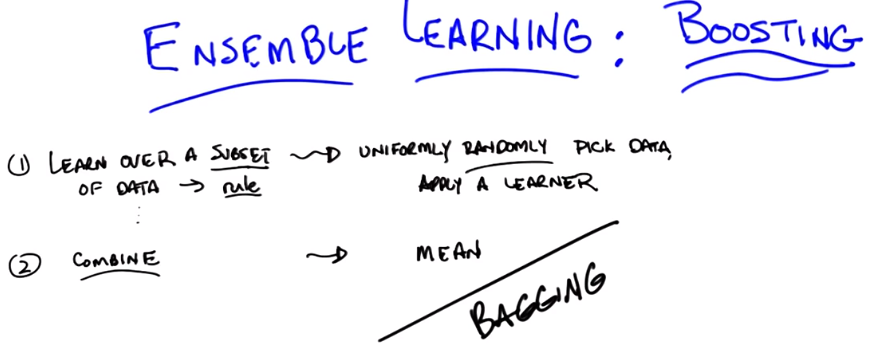 ENSEMBLE LEARNING: BOOSTING
① LEARN OVER A SUBSET → UNIFORMLY RANDOMLY PICK DATA,
OF DATA → rule APPLY A LEARNER
② COMBINE → MEAN
BAGGING